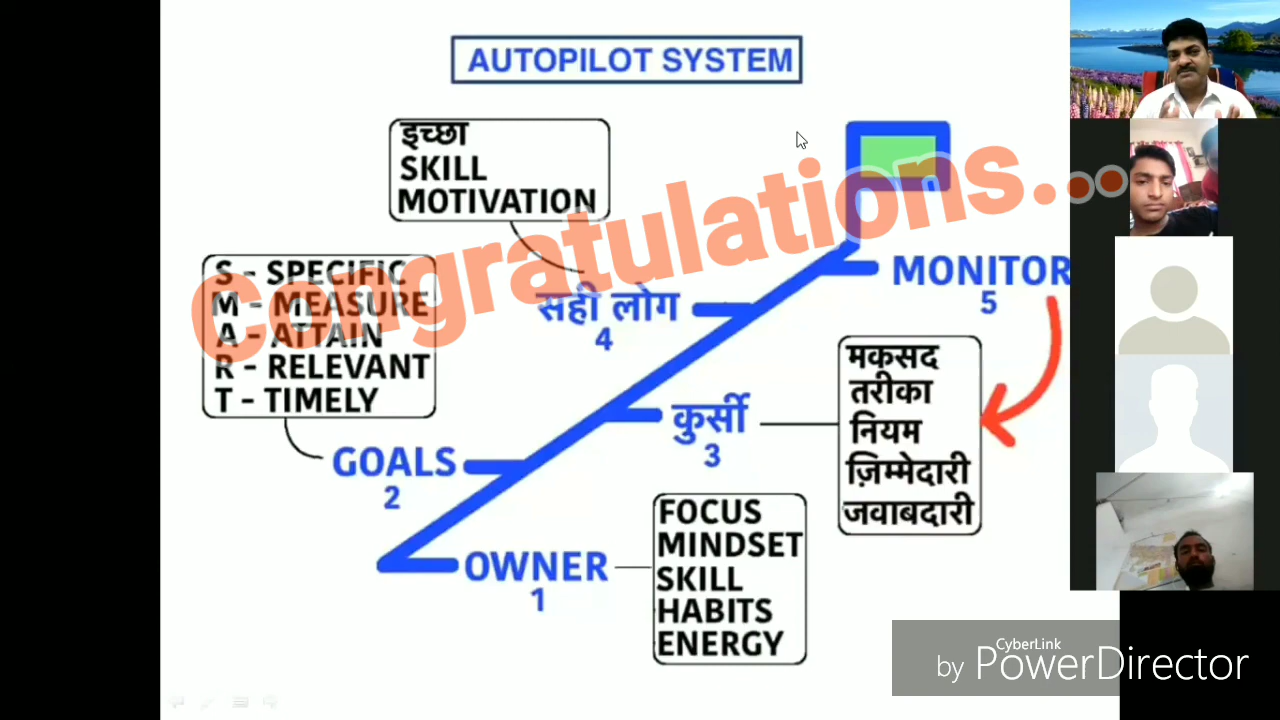 AUTOPILOT SYSTEM
इच्छा
SKILL
MOTIVATION
Congratulations...
S - SPECIFIC
M - MEASURE
A - ATTAIN
R - RELEVANT
T - TIMELY
MONITOR
5
सही लोग
4
मकसद
तरीका
नियम
ज़िम्मेदारी
जवाबदारी
कुर्सी
3
GOALS
2
FOCUS
MINDSET
SKILL
HABITS
ENERGY
OWNER
1
CyberLink
by PowerDirector